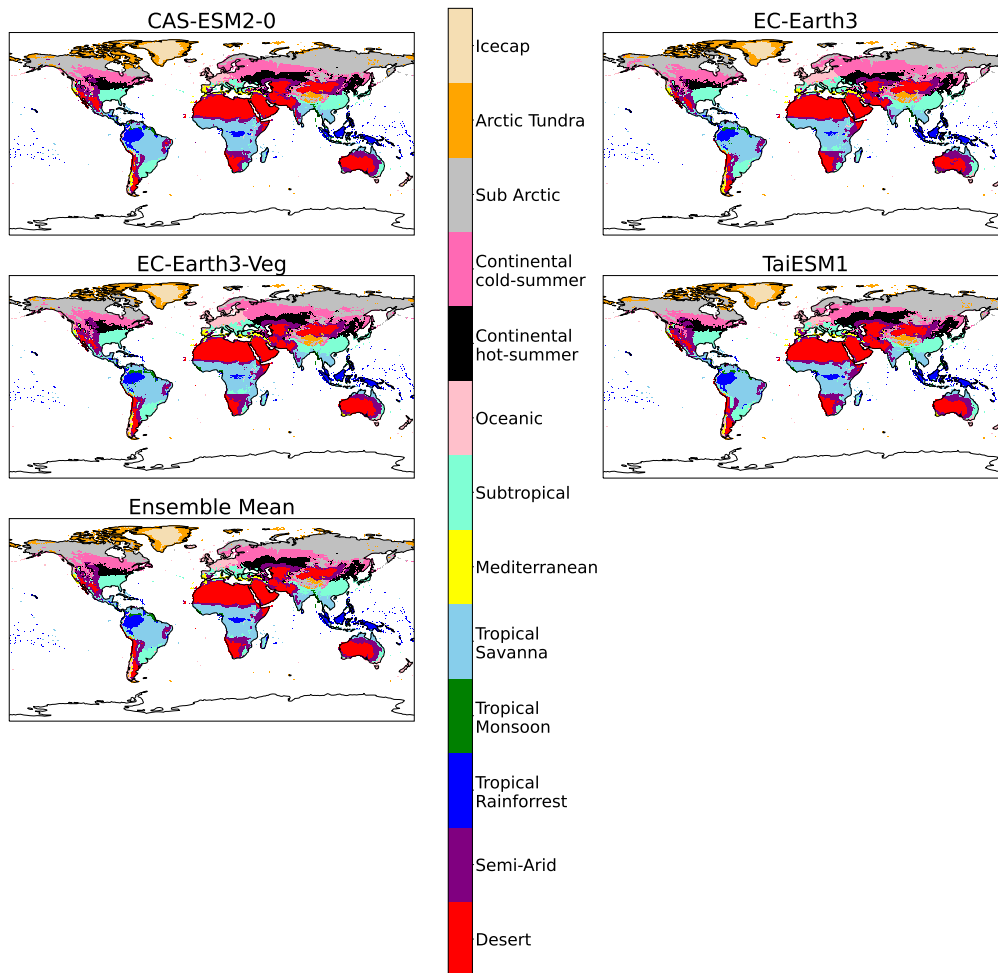 CAS-ESM2-0
EC-Earth3
EC-Earth3-Veg
TaiESM1
Ensemble Mean
Icecap
Arctic Tundra
Sub Arctic
Continental
cold-summer
Continental
hot-summer
Oceanic
Subtropical
Mediterranean
Tropical
Savanna
Tropical
Monsoon
Tropical
Rainforrest
Semi-Arid
Desert